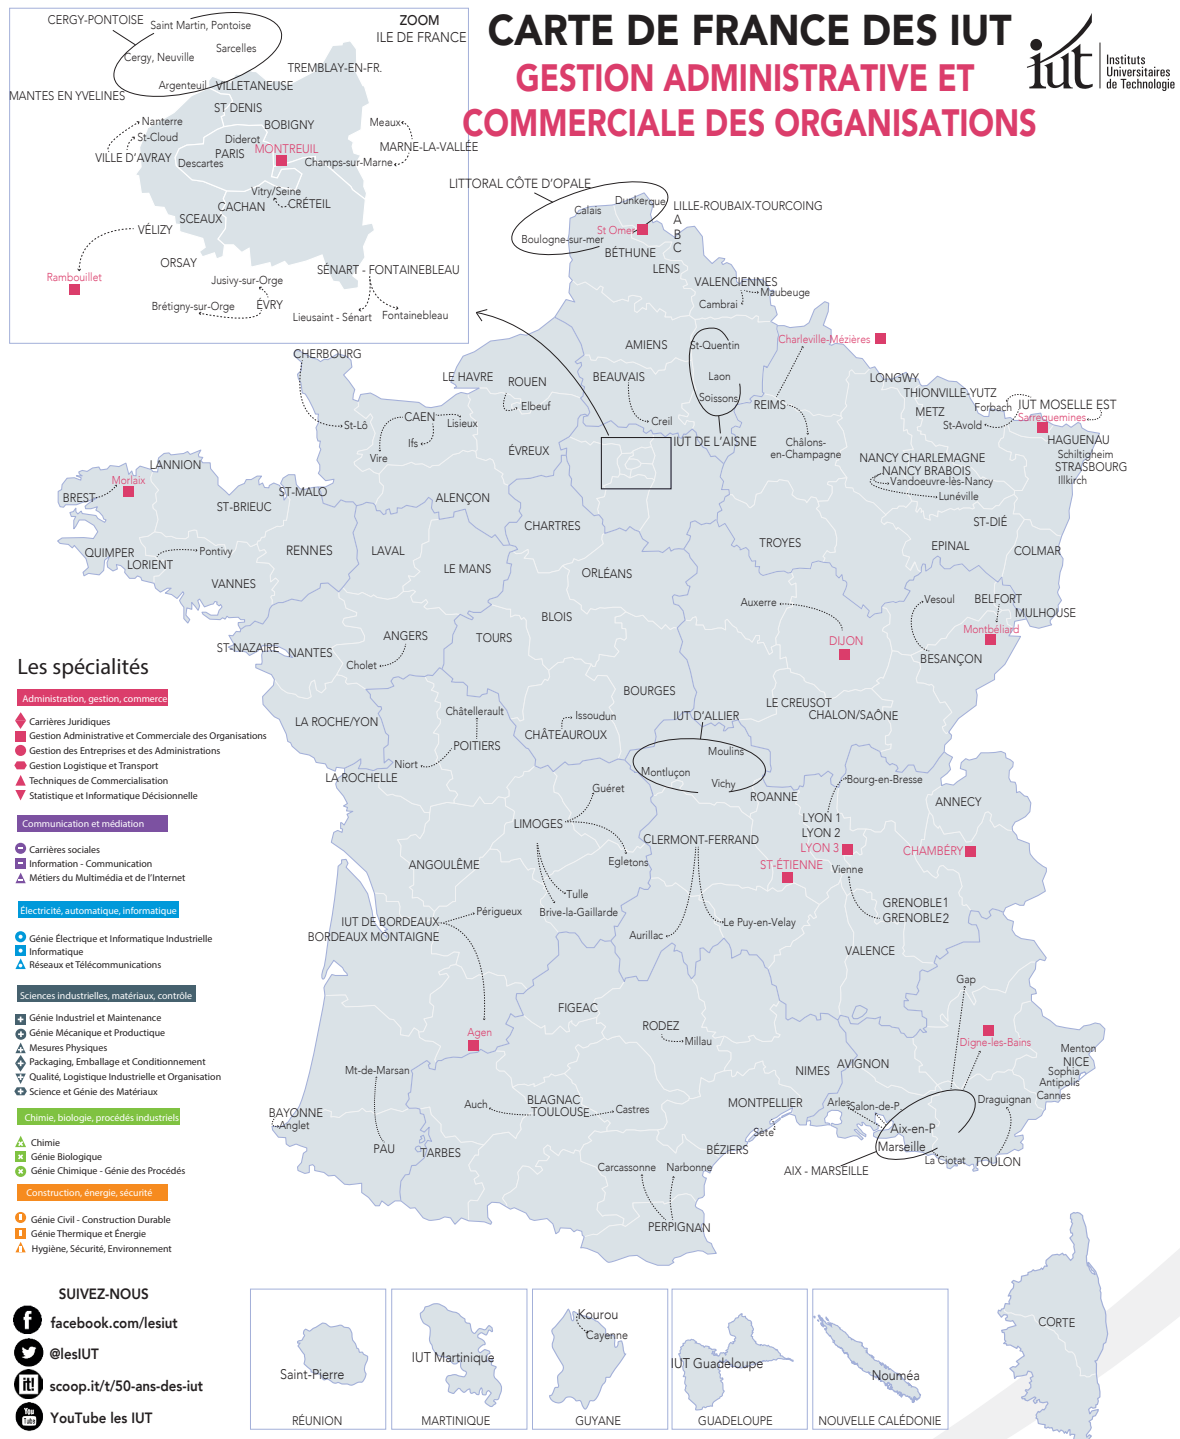 CARTE DE FRANCE DES IUT
GESTION ADMINISTRATIVE ET
COMMERCIALE DES ORGANISATIONS
iut
Instituts
Universitaires
de Technologie
ZOOM
ILE DE FRANCE
CERGY-PONTOISE
Saint Martin, Pontoise
Sarcelles
Cergy, Neuville
Argenteuil
VILLETANEUSE
TREMBLAY-EN-FR.
MANTES EN YVELINES
ST DENIS
BOBIGNY
Nanterre
St-Cloud
VILLE D'AVRAY
Diderot
PARIS
Descartes
MONTREUIL
Meaux
MARNE-LA-VALLÉE
Champs-sur-Marne
Vitry/Seine
CACHAN
CRÉTEIL
SCEAUX
VÉLIZY
ORSAY
Rambouillet
Jusivy-sur-Orge
Brétigny-sur-Orge
ÉVRY
SÉNART - FONTAINEBLEAU
Lieusaint - Sénart
Fontainebleau
LITTORAL CÔTE D'OPALE
Dunkerque
Calais
St Omer
Boulogne-sur-mer
LILLE-ROUBAIX-TOURCOING
A
B
C
BÉTHUNE
LENS
VALENCIENNES
Maubeuge
Cambrai
AMIENS
St-Quentin
Laon
Soissons
IUT DE L'AISNE
BEAUVAIS
Creil
Charleville-Mézières
REIMS
Châlons-
en-Champagne
LONGWY
THIONVILLE-YUTZ
METZ
Forbach
St-Avold
IUT MOSELLE EST
Sarreguemines
HAGUENAU
Schiltigheim
STRASBOURG
Illkirch
NANCY CHARLEMAGNE
NANCY BRABOIS
Vandoeuvre-lès-Nancy
Lunéville
ST-DIÉ
EPINAL
COLMAR
TROYES
CHERBOURG
St-Lô
LE HAVRE
ROUEN
Elbeuf
CAEN
Lisieux
Ifs
Vire
ÉVREUX
ALENÇON
CHARTRES
LANNION
Morlaix
BREST
ST-BRIEUC
ST-MALO
QUIMPER
LORIENT
Pontivy
VANNES
RENNES
LAVAL
LE MANS
ORLÉANS
BLOIS
ST-NAZAIRE
NANTES
ANGERS
Cholet
TOURS
BOURGES
Auxerre
DIJON
Vesoul
BELFORT
MULHOUSE
Montbéliard
BESANÇON
LE CREUSOT
CHALON/SAÔNE
LA ROCHE/YON
Châtellerault
POITIERS
Niort
Issoudun
CHÂTEAUROUX
IUT D'ALLIER
Moulins
Montluçon
Vichy
LA ROCHELLE
ROANNE
Bourg-en-Bresse
ANNECY
Guéret
LIMOGES
Egletons
Tulle
Brive-la-Gaillarde
LYON 1
LYON 2
LYON 3
CHAMBÉRY
CLERMONT-FERRAND
ST-ÉTIENNE
Vienne
ANGOULÊME
GRENOBLE1
GRENOBLE2
Le Puy-en-Velay
Aurillac
VALENCE
Périgueux
IUT DE BORDEAUX
BORDEAUX MONTAIGNE
Agen
FIGEAC
RODEZ
Millau
Gap
Digne-les-Bains
Menton
NICE
Sophia
Antipolis
Cannes
Draguignan
NIMES
AVIGNON
Mt-de-Marsan
Auch
BLAGNAC
TOULOUSE
Castres
MONTPELLIER
Sète
BÉZIERS
Arles
Salon-de-P.
Aix-en-P
Marseille
La Ciotat
TOULON
AIX - MARSEILLE
BAYONNE
Anglet
PAU
TARBES
Carcassonne
Narbonne
PERPIGNAN
CORTE
Les spécialités
Administration, gestion, commerce
Carrières Juridiques
Gestion Administrative et Commerciale des Organisations
Gestion des Entreprises et des Administrations
Gestion Logistique et Transport
Techniques de Commercialisation
Statistique et Informatique Décisionnelle
Communication et médiation
Carrières sociales
Information - Communication
Métiers du Multimédia et de l'Internet
Électricité, automatique, informatique
Génie Électrique et Informatique Industrielle
Informatique
Réseaux et Télécommunications
Sciences industrielles, matériaux, contrôle
Génie Industriel et Maintenance
Génie Mécanique et Productique
Mesures Physiques
Packaging, Emballage et Conditionnement
Qualité, Logistique Industrielle et Organisation
Science et Génie des Matériaux
Chimie, biologie, procédés industriels
Chimie
Génie Biologique
Génie Chimique - Génie des Procédés
Construction, énergie, sécurité
Génie Civil - Construction Durable
Génie Thermique et Énergie
Hygiène, Sécurité, Environnement
SUIVEZ-NOUS
f
facebook.com/lesiut
@lesIUT
it!
scoop.it/t/50-ans-des-iut
You
Tube
YouTube les IUT
Saint-Pierre
RÉUNION
IUT Martinique
MARTINIQUE
Kourou
Cayenne
GUYANE
IUT Guadeloupe
GUADELOUPE
Nouméa
NOUVELLE CALÉDONIE